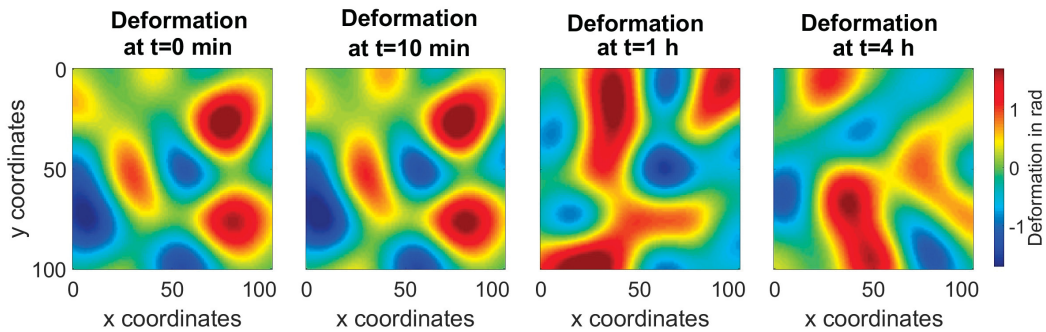 Deformation
at t=0 min
Deformation
at t=10 min
Deformation
at t=1 h
Deformation
at t=4 h
y coordinates
0
50
100
0
50
100
x coordinates
0
50
100
x coordinates
0
50
100
x coordinates
0
50
100
x coordinates
1
0
-1
Deformation in rad